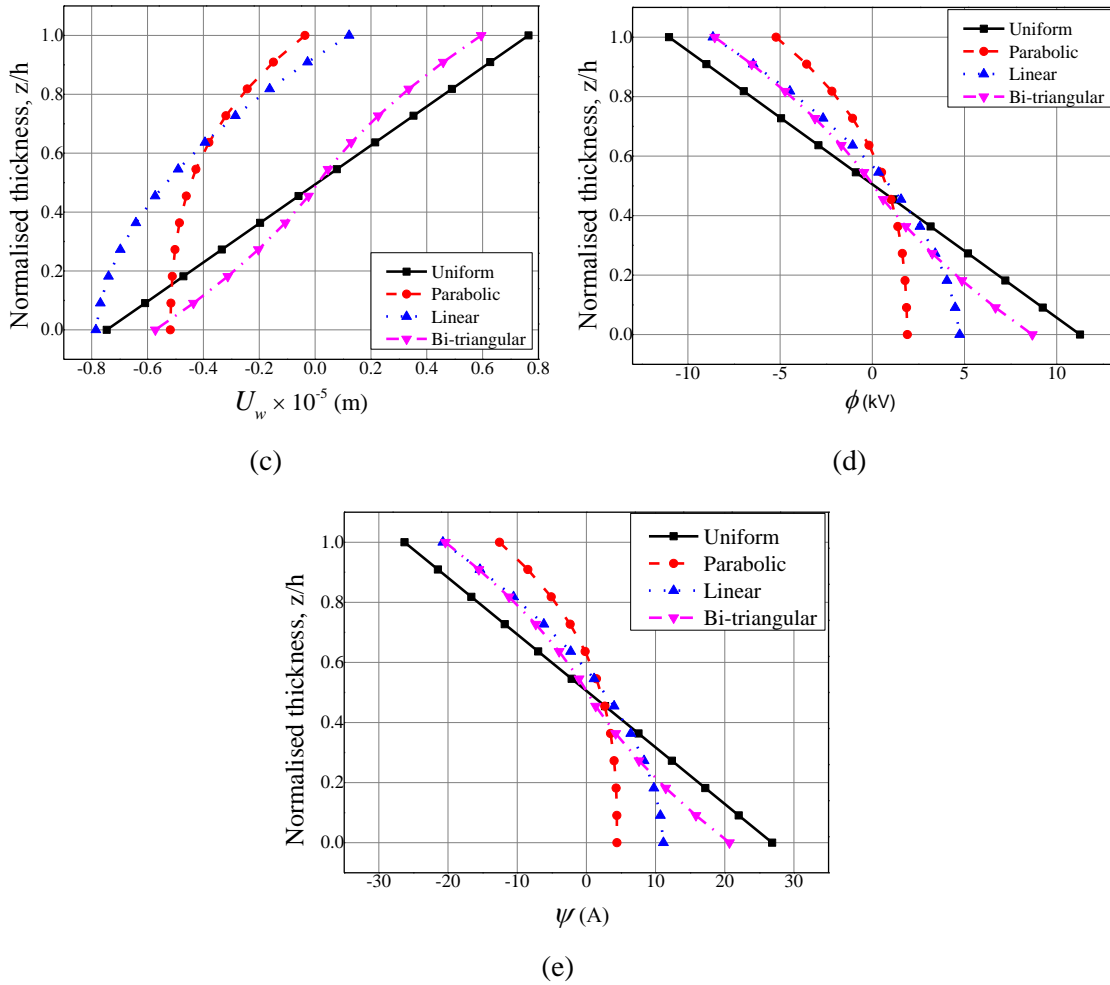 1.0
0.8
0.6
0.4
0.2
0.0
Normalised thickness, z/h
Uniform
Parabolic
Linear
Bi-triangular
-0.8 -0.6 -0.4 -0.2 0.0 0.2 0.4 0.6 0.8
U_w × 10^-5 (m)
(c)
1.0
0.8
0.6
0.4
0.2
0.0
Normalised thickness, z/h
Uniform
Parabolic
Linear
Bi-triangular
-10 -5 0 5 10
ϕ (kV)
(d)
1.0
0.8
0.6
0.4
0.2
0.0
Normalised thickness, z/h
Uniform
Parabolic
Linear
Bi-triangular
-30 -20 -10 0 10 20 30
ψ (A)
(e)